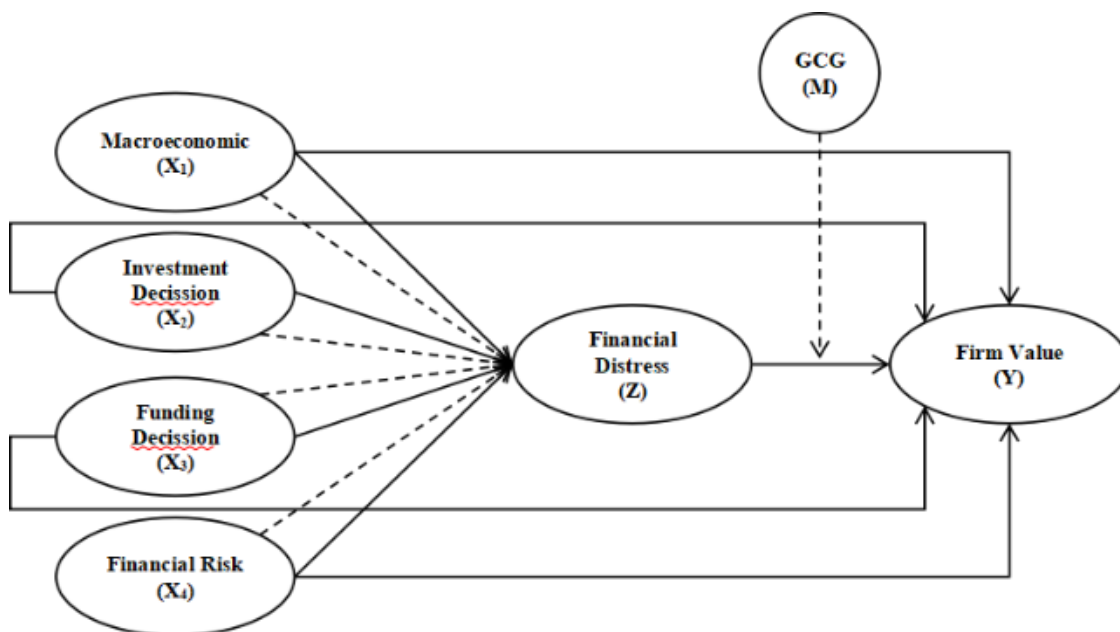 GCG
(M)
Macroeconomic
(X₁)
Investment
Decission
(X₂)
Financial
Distress
(Z)
Firm Value
(Y)
Funding
Decission
(X₃)
Financial Risk
(X₄)